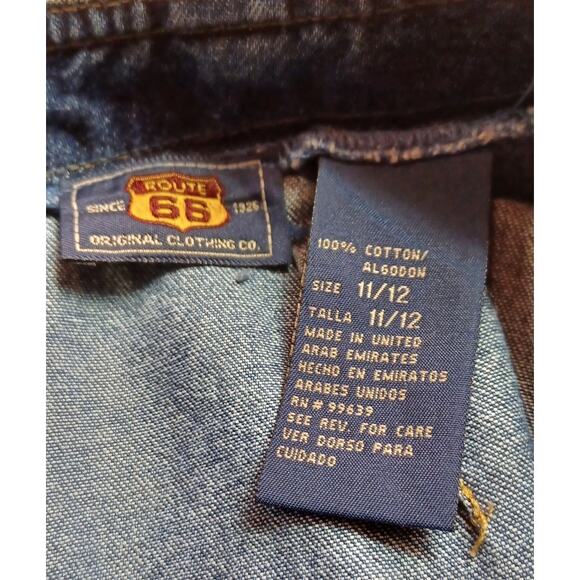 ROUTE
SINCE 66 1926
ORIGINAL CLOTHING CO.
100% COTTON/
ALGODON
SIZE 11/12
TALLA 11/12
MADE IN UNITED
ARAB EMIRATES
HECHO EN EMIRATOS
ARABES UNIDOS
RN# 99639
SEE REV. FOR CARE
VER DORSO PARA
CUIDADO